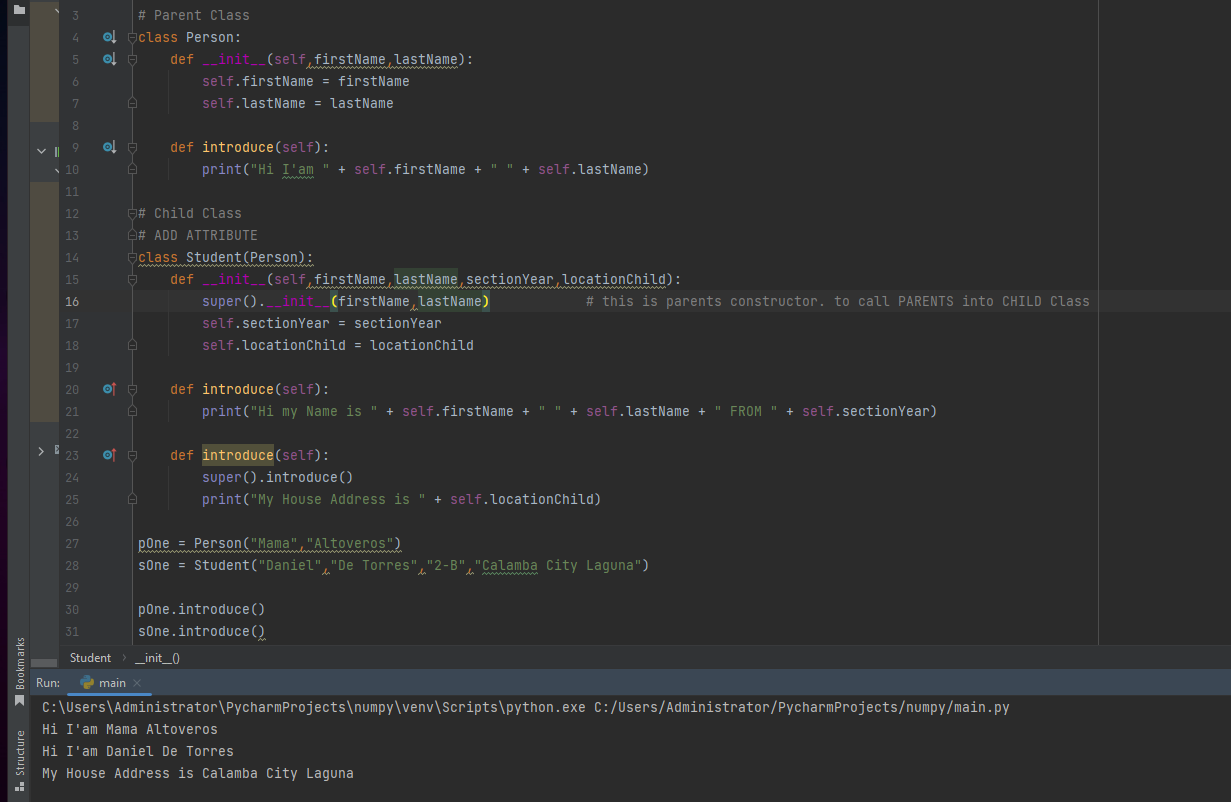 3 # Parent Class
4 class Person:
5 def __init__(self,firstName,lastName):
6 self.firstName = firstName
7 self.lastName = lastName
8
9 def introduce(self):
10 print("Hi I'am " + self.firstName + " " + self.lastName)
11
12 # Child Class
13 # ADD ATTRIBUTE
14 class Student(Person):
15 def __init__(self,firstName,lastName,sectionYear,locationChild):
16 super().__init__(firstName,lastName) # this is parents constructor. to call PARENTS into CHILD Class
17 self.sectionYear = sectionYear
18 self.locationChild = locationChild
19
20 def introduce(self):
21 print("Hi my Name is " + self.firstName + " " + self.lastName + " FROM " + self.sectionYear)
22
23 def introduce(self):
24 super().introduce()
25 print("My House Address is " + self.locationChild)
26
27 pOne = Person("Mama","Altoveros")
28 sOne = Student("Daniel","De Torres","2-B","Calamba City Laguna")
29
30 pOne.introduce()
31 sOne.introduce()
Student › __init__()
Bookmarks
Structure
Run: main ×
C:\Users\Administrator\PycharmProjects\numpy\venv\Scripts\python.exe C:/Users/Administrator/PycharmProjects/numpy/main.py
Hi I'am Mama Altoveros
Hi I'am Daniel De Torres
My House Address is Calamba City Laguna